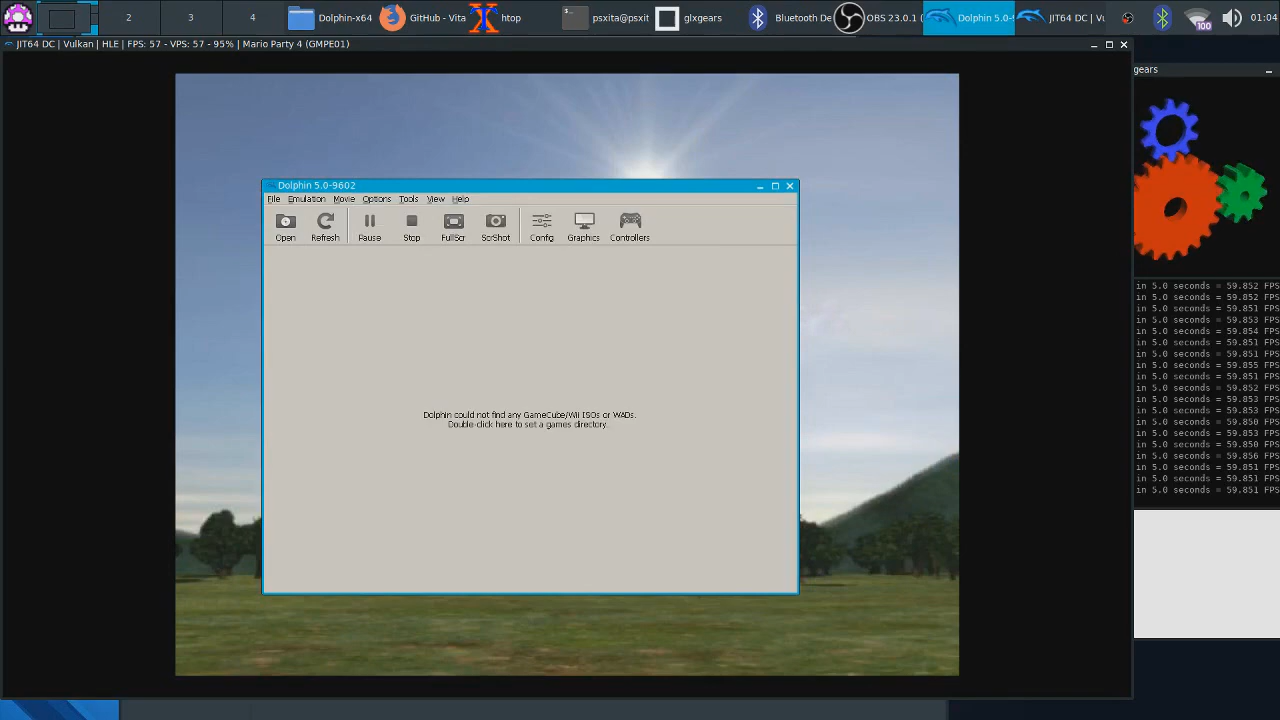 2
3
4
Dolphin-x64
GitHub - Vita
htop
psxita@psxit
glxgears
Bluetooth De
OBS 23.0.1 (
Dolphin 5.0-
JIT64 DC | Vu
100
01:04
JIT64 DC | Vulkan | HLE | FPS: 57 - VPS: 57 - 95% | Mario Party 4 (GMPE01)
gears
Dolphin 5.0-9602
File Emulation Movie Options Tools View Help
Open Refresh Pause Stop FullScr ScrShot Config Graphics Controllers
Dolphin could not find any GameCube/Wii ISOs or WADs.
Double-click here to set a games directory.
in 5.0 seconds = 59.852 FPS
in 5.0 seconds = 59.852 FPS
in 5.0 seconds = 59.851 FPS
in 5.0 seconds = 59.853 FPS
in 5.0 seconds = 59.854 FPS
in 5.0 seconds = 59.851 FPS
in 5.0 seconds = 59.851 FPS
in 5.0 seconds = 59.855 FPS
in 5.0 seconds = 59.851 FPS
in 5.0 seconds = 59.852 FPS
in 5.0 seconds = 59.853 FPS
in 5.0 seconds = 59.853 FPS
in 5.0 seconds = 59.850 FPS
in 5.0 seconds = 59.853 FPS
in 5.0 seconds = 59.850 FPS
in 5.0 seconds = 59.856 FPS
in 5.0 seconds = 59.851 FPS
in 5.0 seconds = 59.851 FPS
in 5.0 seconds = 59.851 FPS